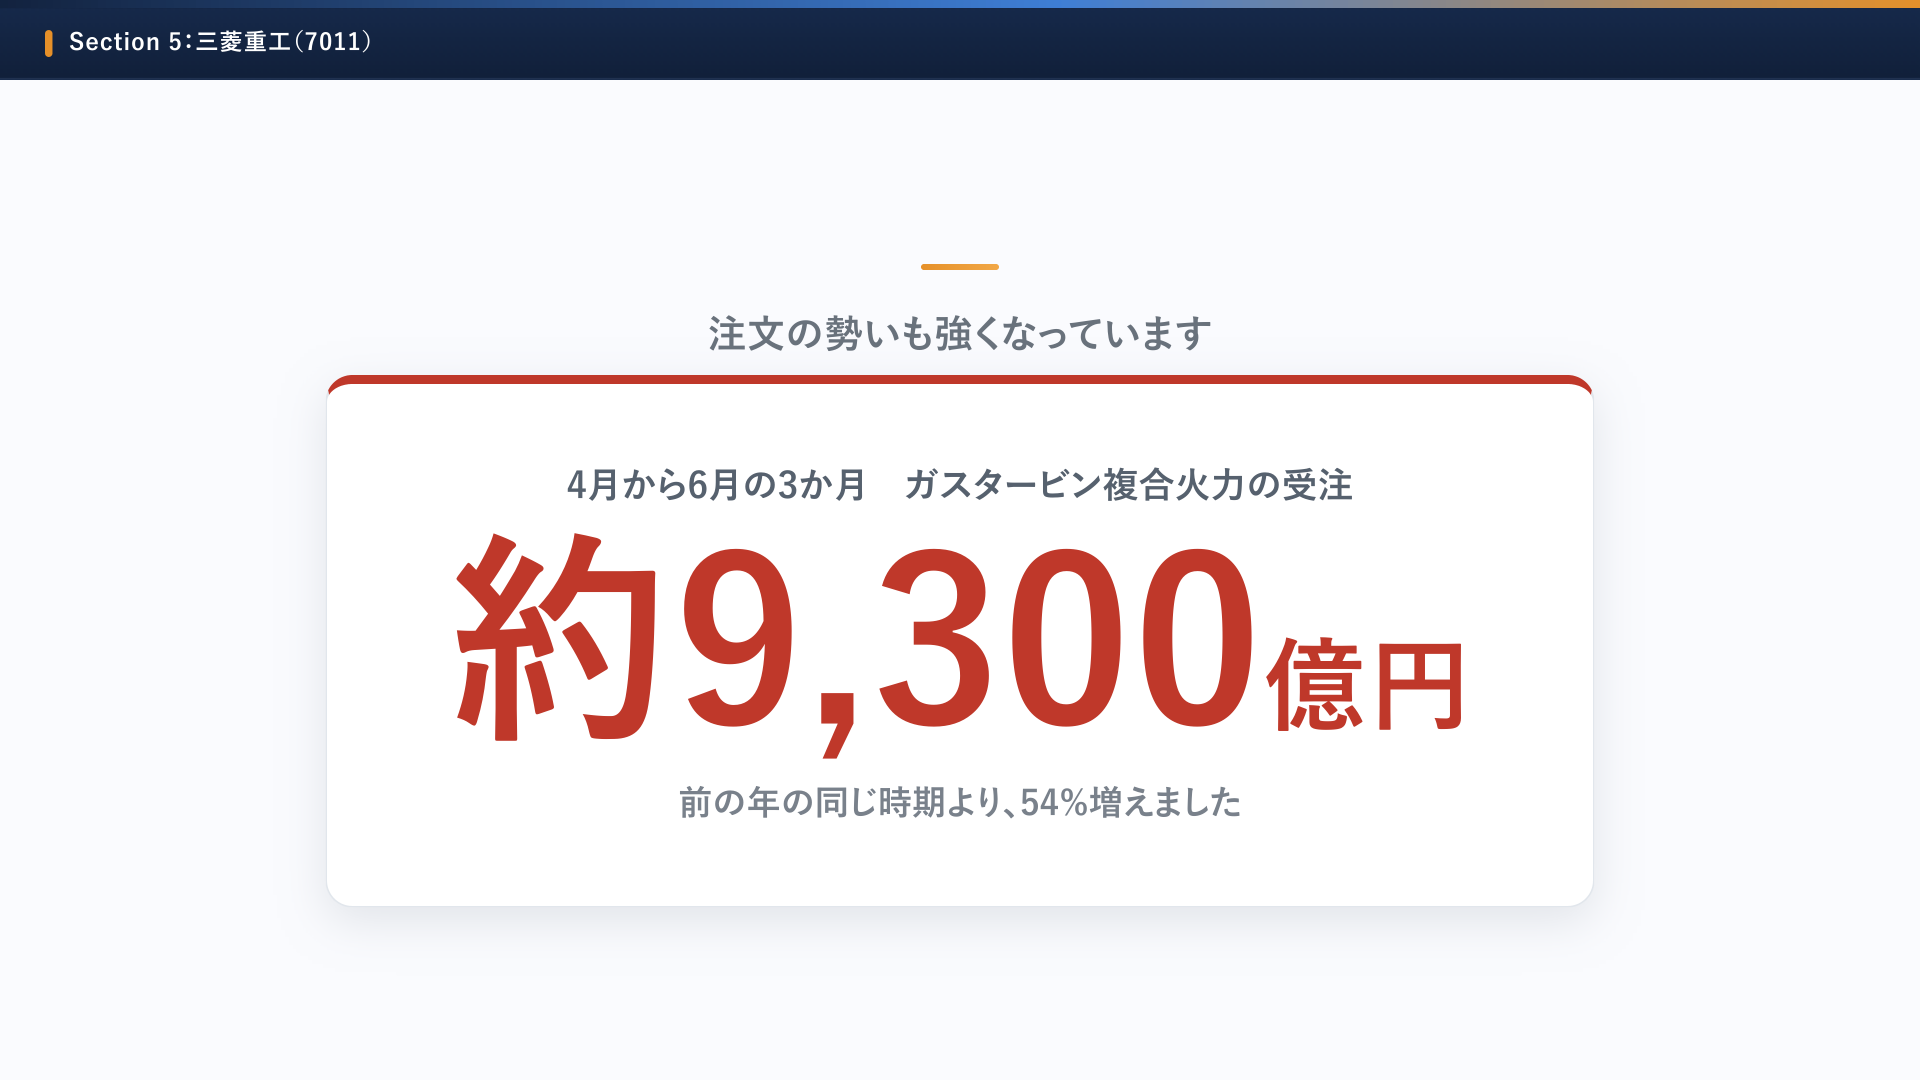 Section 5：三菱重工（7011）
注文の勢いも強くなっています
4月から6月の3か月　ガスタービン複合火力の受注
約9,300億円
前の年の同じ時期より、54%増えました